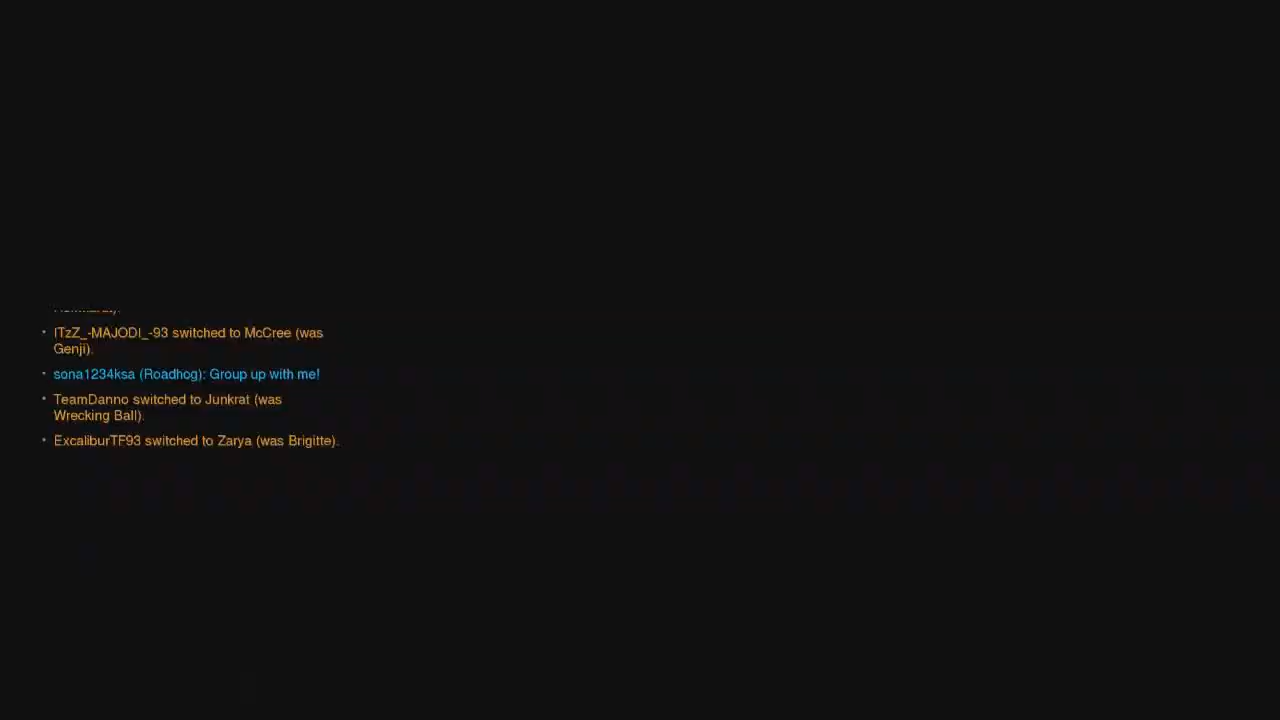 ITzZ_-MAJODI_-93 switched to McCree (was
Genji).
sona1234ksa (Roadhog): Group up with me!
TeamDanno switched to Junkrat (was
Wrecking Ball).
ExcaliburTF93 switched to Zarya (was Brigitte).